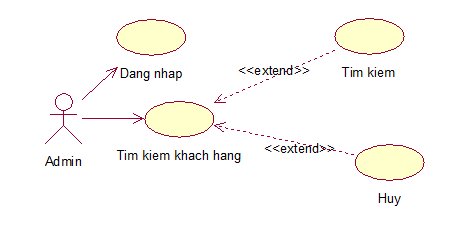 Dang nhap
<<extend>>
Tim kiem
Admin
Tim kiem khach hang
<<extend>>
Huy